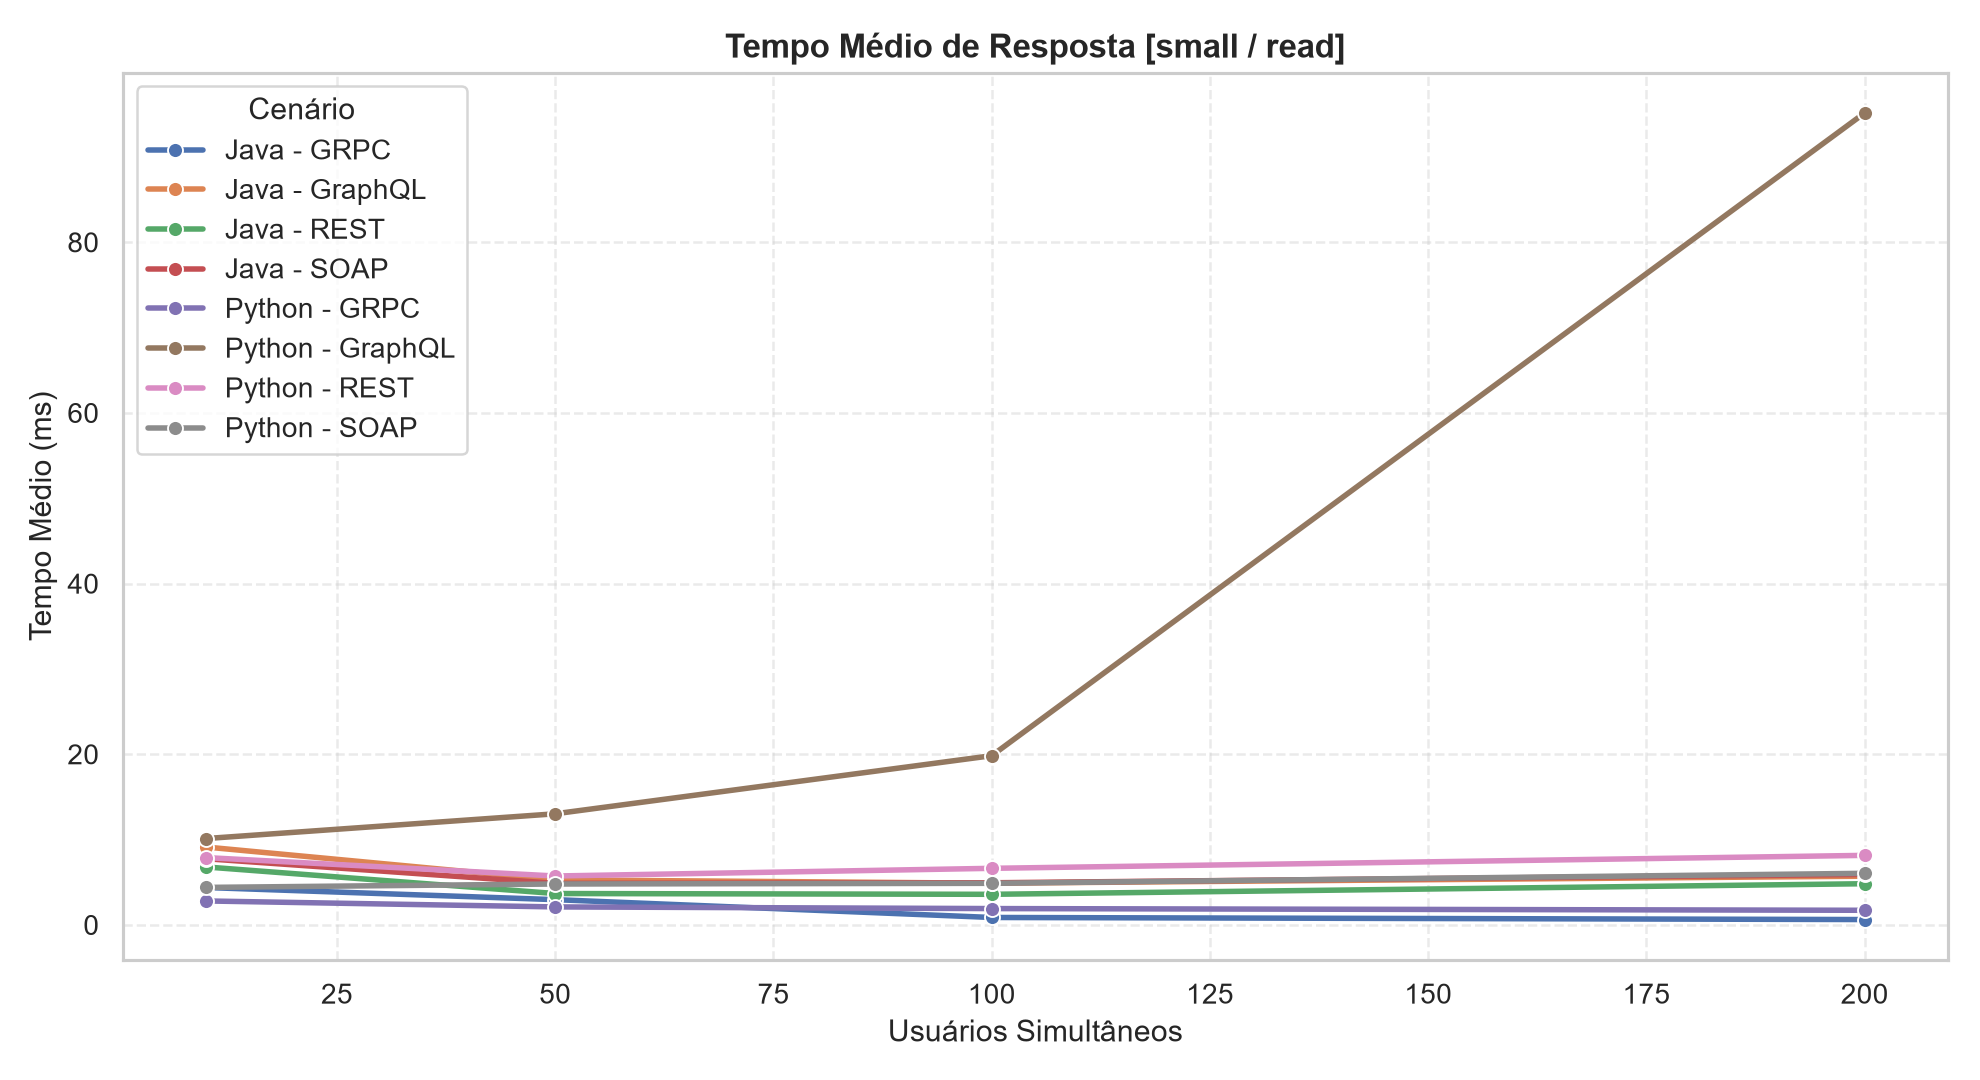 Tempo Médio de Resposta [small / read]
Cenário
Java - GRPC
Java - GraphQL
Java - REST
Java - SOAP
Python - GRPC
Python - GraphQL
Python - REST
Python - SOAP
Tempo Médio (ms)
80
60
40
20
0
25 50 75 100 125 150 175 200
Usuários Simultâneos